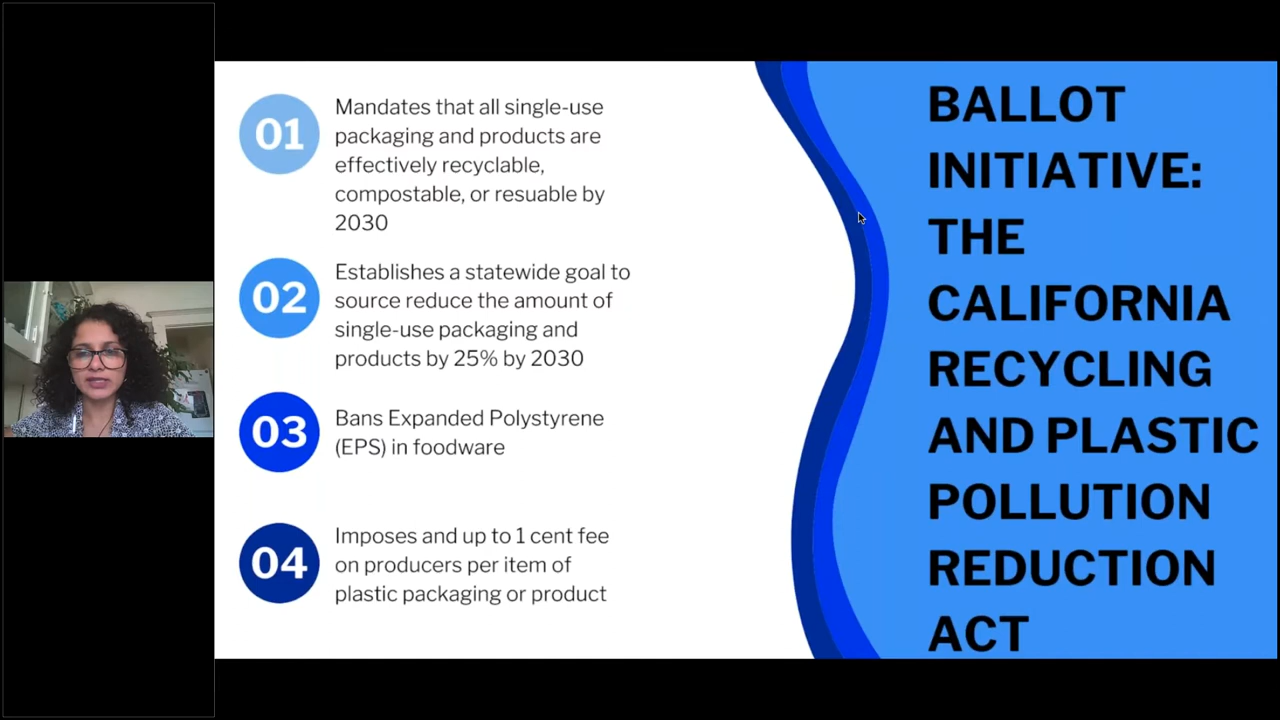 01
Mandates that all single-use
packaging and products are
effectively recyclable,
compostable, or resuable by
2030
02
Establishes a statewide goal to
source reduce the amount of
single-use packaging and
products by 25% by 2030
03
Bans Expanded Polystyrene
(EPS) in foodware
04
Imposes and up to 1 cent fee
on producers per item of
plastic packaging or product
BALLOT
INITIATIVE:
THE
CALIFORNIA
RECYCLING
AND PLASTIC
POLLUTION
REDUCTION
ACT